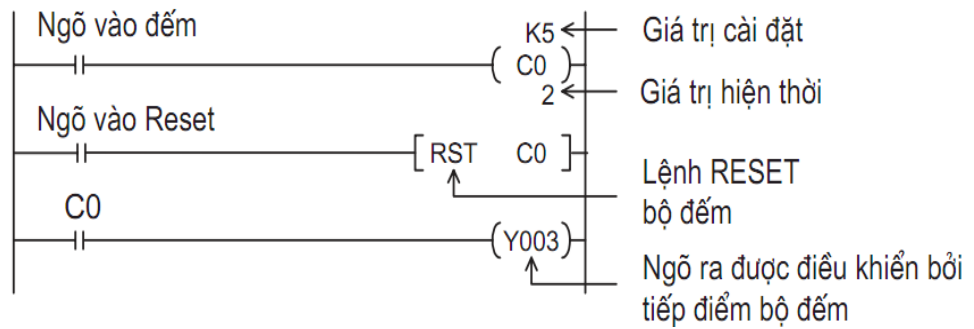 Ngõ vào đếm
K5
Giá trị cài đặt
C0
2
Giá trị hiện thời
Ngõ vào Reset
RST C0
Lệnh RESET
bộ đếm
C0
Y003
Ngõ ra được điều khiển bởi
tiếp điểm bộ đếm